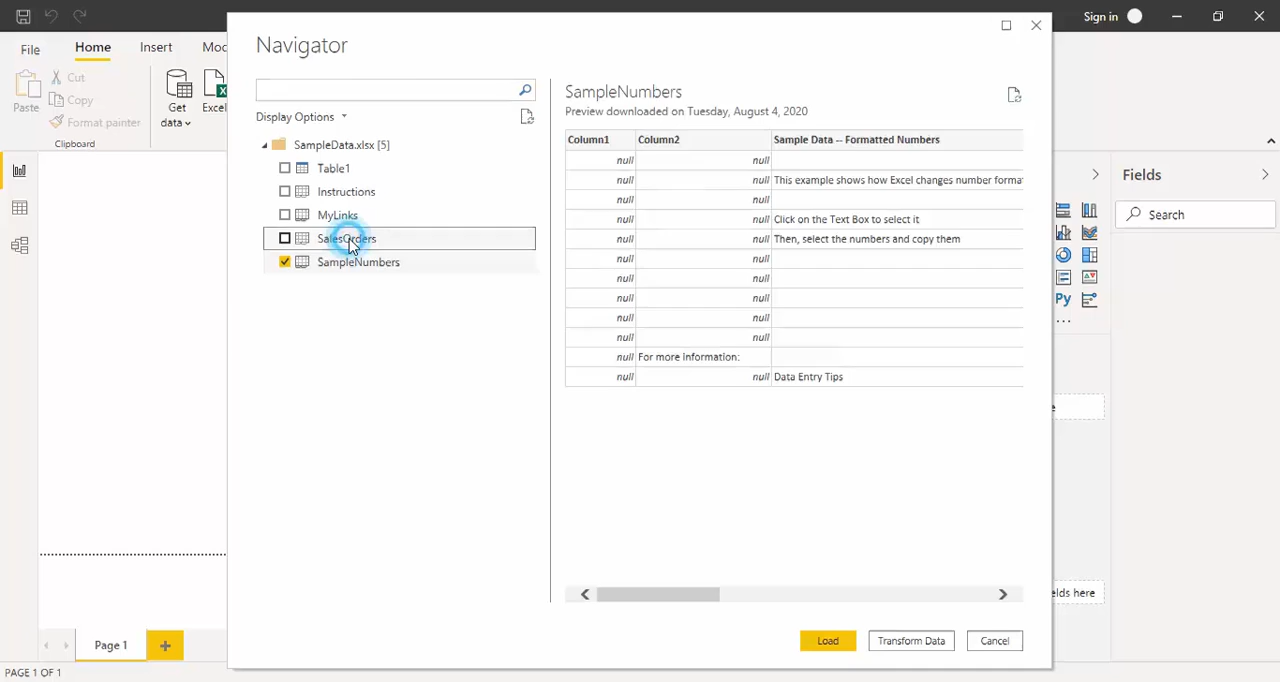 Sign in
File
Home
Insert
Mod
Paste
Cut
Copy
Format painter
Clipboard
Get data
Excel
Navigator
Display Options
SampleData.xlsx [5]
Table1
Instructions
MyLinks
SalesOrders
SampleNumbers
SampleNumbers
Preview downloaded on Tuesday, August 4, 2020
Column1 Column2 Sample Data -- Formatted Numbers
null null
null null This example shows how Excel changes number format
null null
null null Click on the Text Box to select it
null null Then, select the numbers and copy them
null null
null null
null null
null null
null null
null For more information:
null null Data Entry Tips
Load
Transform Data
Cancel
Fields
Search
Py
...
e
elds here
Page 1
PAGE 1 OF 1